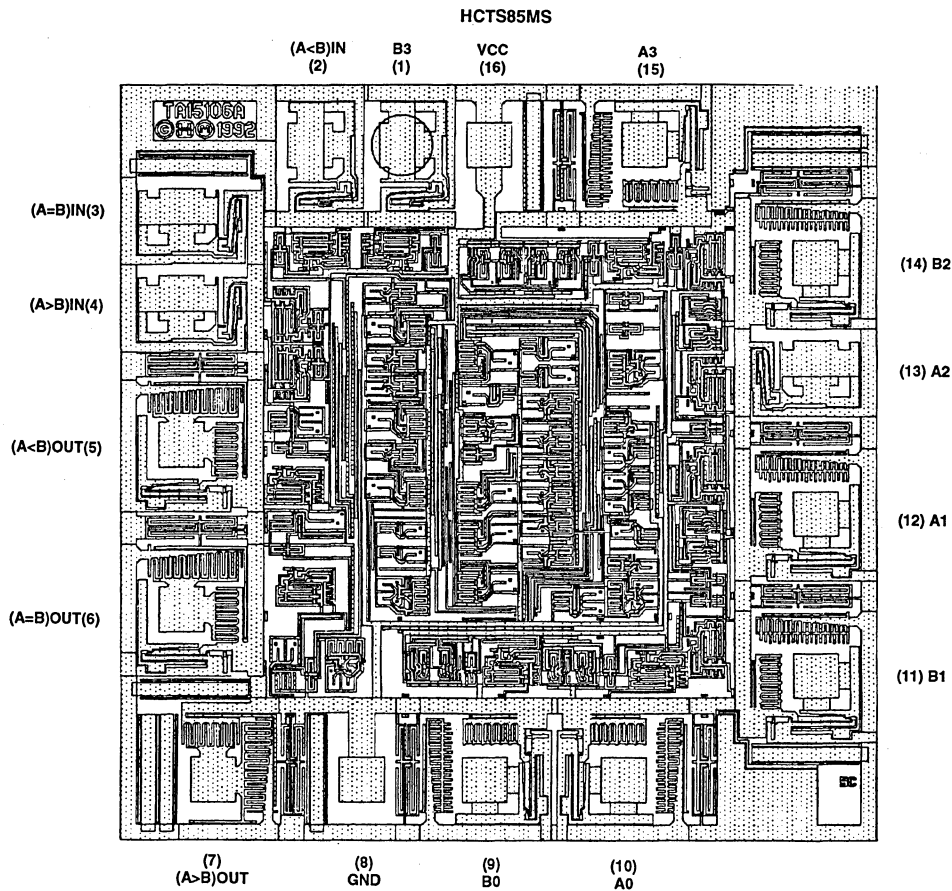 HCTS85MS
(A<B)IN
(2)
B3
(1)
VCC
(16)
A3
(15)
TA15106A
©ⒽⓂ1992
(A=B)IN(3)
(A>B)IN(4)
(A<B)OUT(5)
(A=B)OUT(6)
(14) B2
(13) A2
(12) A1
(11) B1
(7)
(A>B)OUT
(8)
GND
(9)
B0
(10)
A0